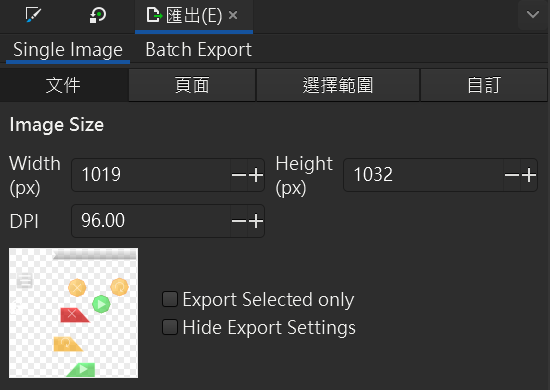 匯出(E) ×
Single Image Batch Export
文件 頁面 選擇範圍 自訂
Image Size
Width (px) 1019 −+ Height (px) 1032 −+
DPI 96.00 −+
Export Selected only
Hide Export Settings